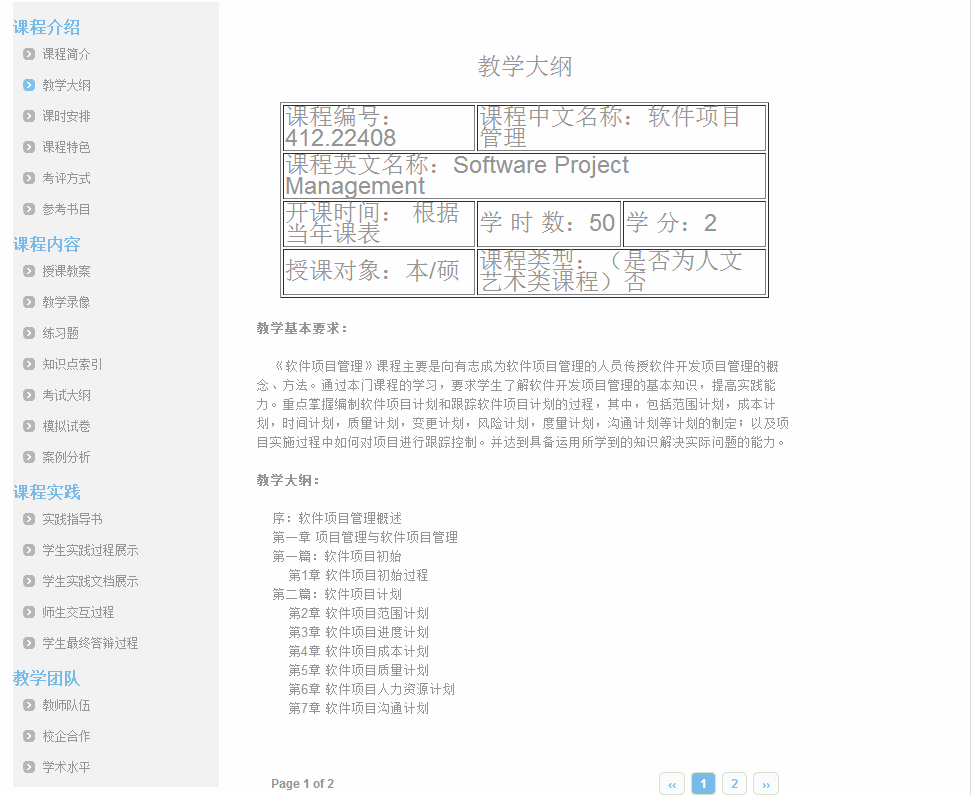 课程介绍
课程简介
教学大纲
课时安排
课程特色
考评方式
参考书目
课程内容
授课教案
教学录像
练习题
知识点索引
考试大纲
模拟试卷
案例分析
课程实践
实践指导书
学生实践过程展示
学生实践文档展示
师生交互过程
学生最终答辩过程
教学团队
教师队伍
校企合作
学术水平
教学大纲
课程编号：
412.22408
课程中文名称：软件项目
管理
课程英文名称：Software Project
Management
开课时间： 根据
当年课表
学 时 数：50
学 分：2
授课对象：本/硕
课程类型：（是否为人文
艺术类课程）否
教学基本要求：
《软件项目管理》课程主要是向有志成为软件项目管理的人员传授软件开发项目管理的概
念、方法。通过本门课程的学习，要求学生了解软件开发项目管理的基本知识，提高实践能
力。重点掌握编制软件项目计划和跟踪软件项目计划的过程，其中，包括范围计划，成本计
划，时间计划，质量计划，变更计划，风险计划，度量计划，沟通计划等计划的制定；以及项
目实施过程中如何对项目进行跟踪控制。并达到具备运用所学到的知识解决实际问题的能力。
教学大纲：
序：软件项目管理概述
第一章 项目管理与软件项目管理
第一篇：软件项目初始
第1章 软件项目初始过程
第二篇：软件项目计划
第2章 软件项目范围计划
第3章 软件项目进度计划
第4章 软件项目成本计划
第5章 软件项目质量计划
第6章 软件项目人力资源计划
第7章 软件项目沟通计划
Page 1 of 2
‹‹ 1 2 ››